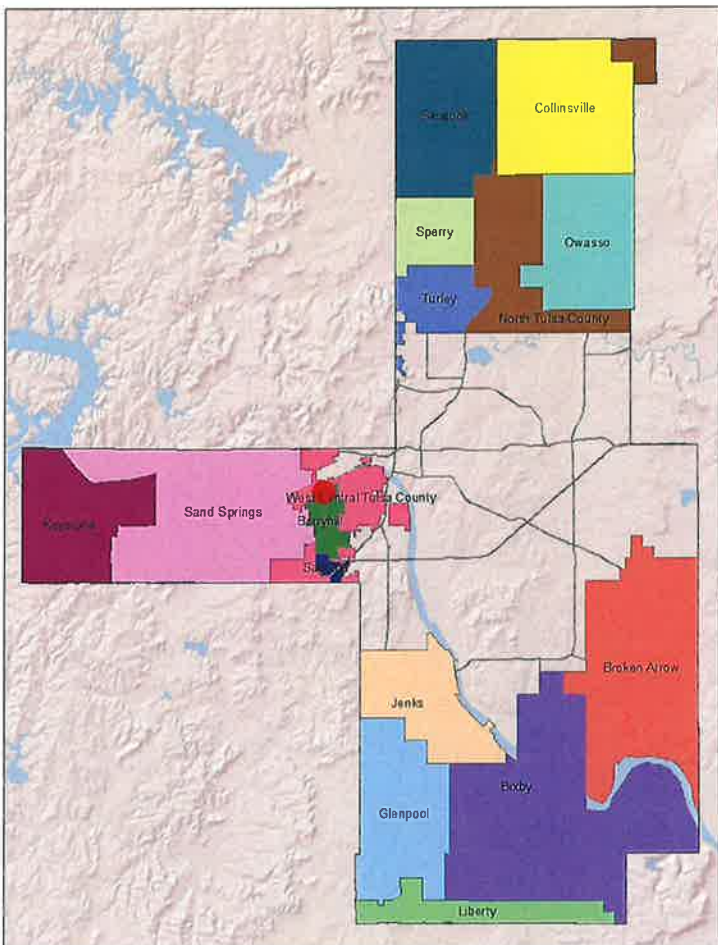 Collinsville
Sperry
Owasso
Turley
North Tulsa County
West Central Tulsa County
Sand Springs
Berryhill
Keystone
Broken Arrow
Jenks
Bixby
Glenpool
Liberty